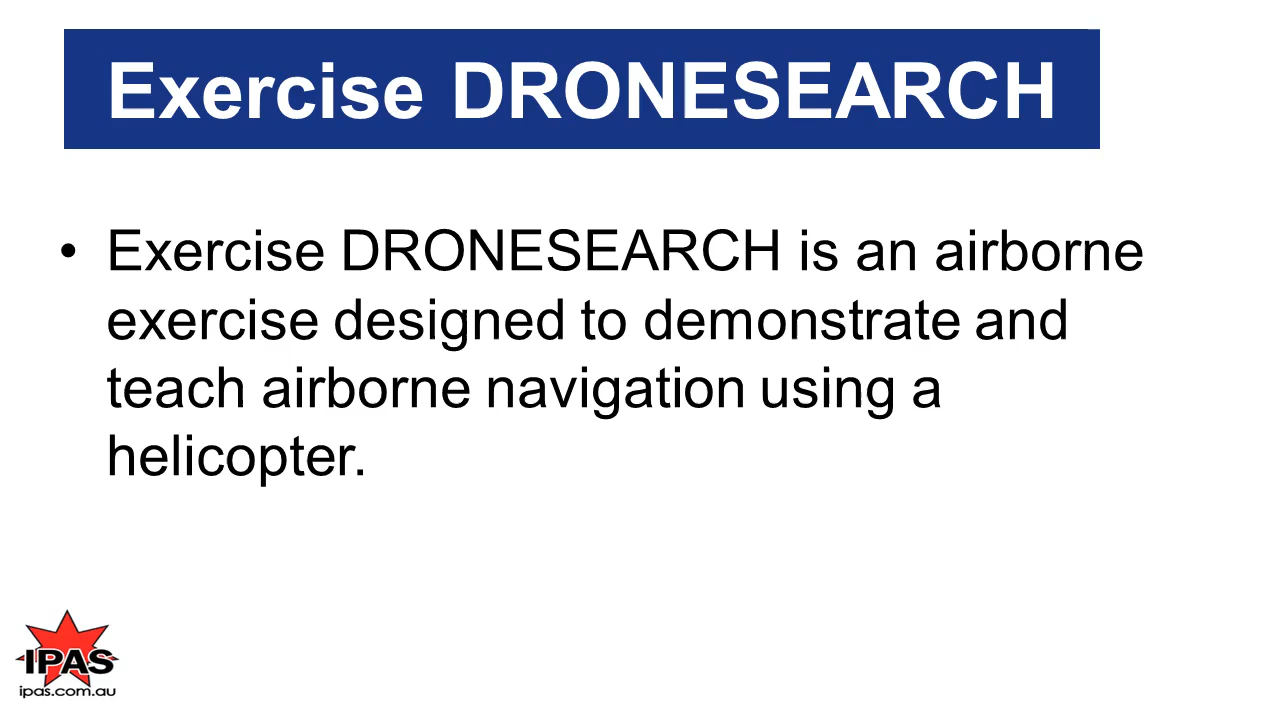 Exercise DRONESEARCH
• Exercise DRONESEARCH is an airborne
exercise designed to demonstrate and
teach airborne navigation using a
helicopter.
IPAS
ipas.com.au